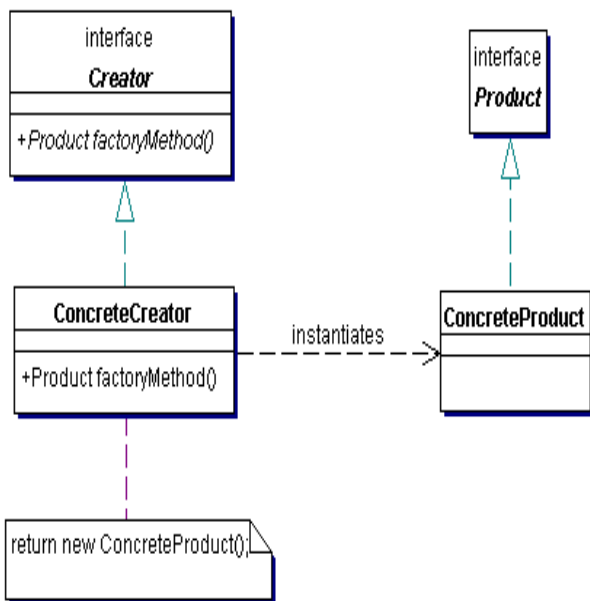 interface
Creator
+Product factoryMethod()
interface
Product
ConcreteCreator
+Product factoryMethod()
instantiates
ConcreteProduct
return new ConcreteProduct();